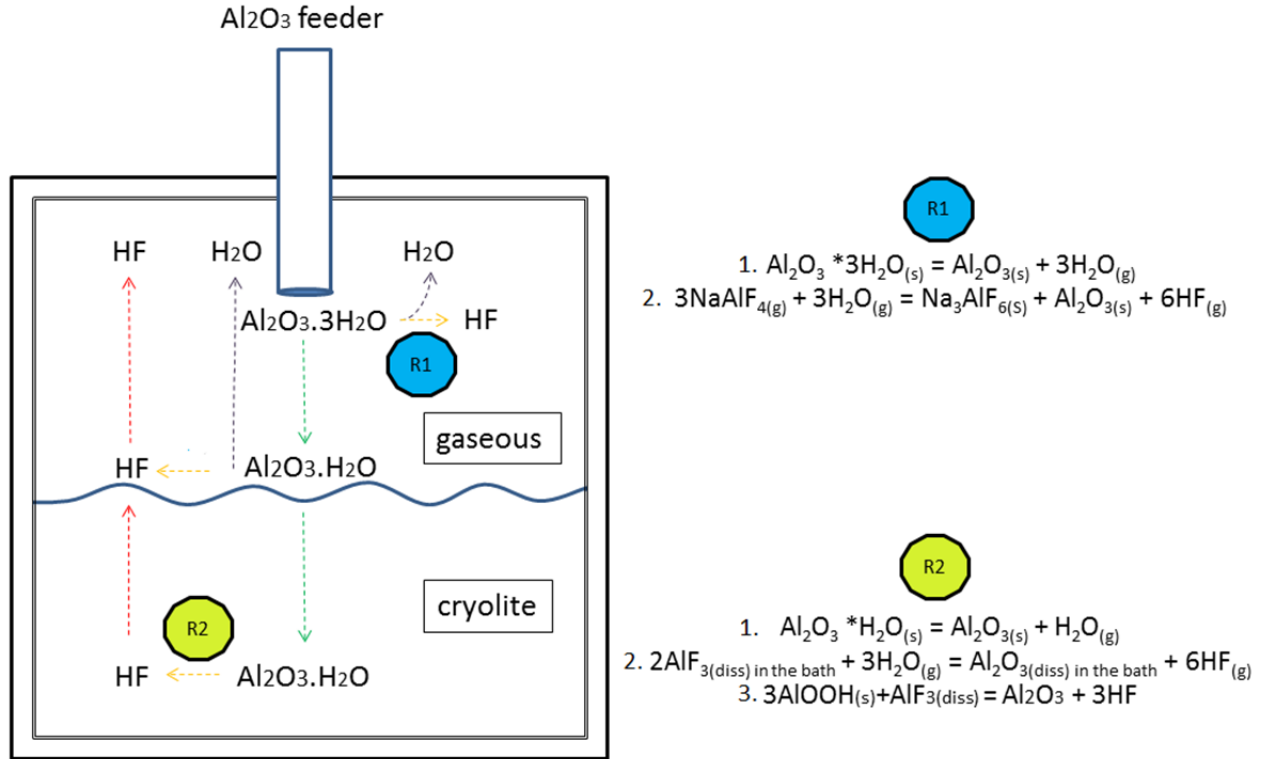 Al2O3 feeder
HF
H2O
H2O
Al2O3.3H2O
HF
R1
gaseous
HF
Al2O3.H2O
cryolite
R2
HF
Al2O3.H2O
R1
1. Al₂O₃ *3H₂O(s) = Al₂O₃(s) + 3H₂O(g)
2. 3NaAlF₄(g) + 3H₂O(g) = Na₃AlF₆(S) + Al₂O₃(s) + 6HF(g)
R2
1. Al₂O₃ *H₂O(s) = Al₂O₃(s) + H₂O(g)
2. 2AlF₃(diss) in the bath + 3H₂O(g) = Al₂O₃(diss) in the bath + 6HF(g)
3. 3AlOOH(s)+AlF3(diss) = Al2O3 + 3HF